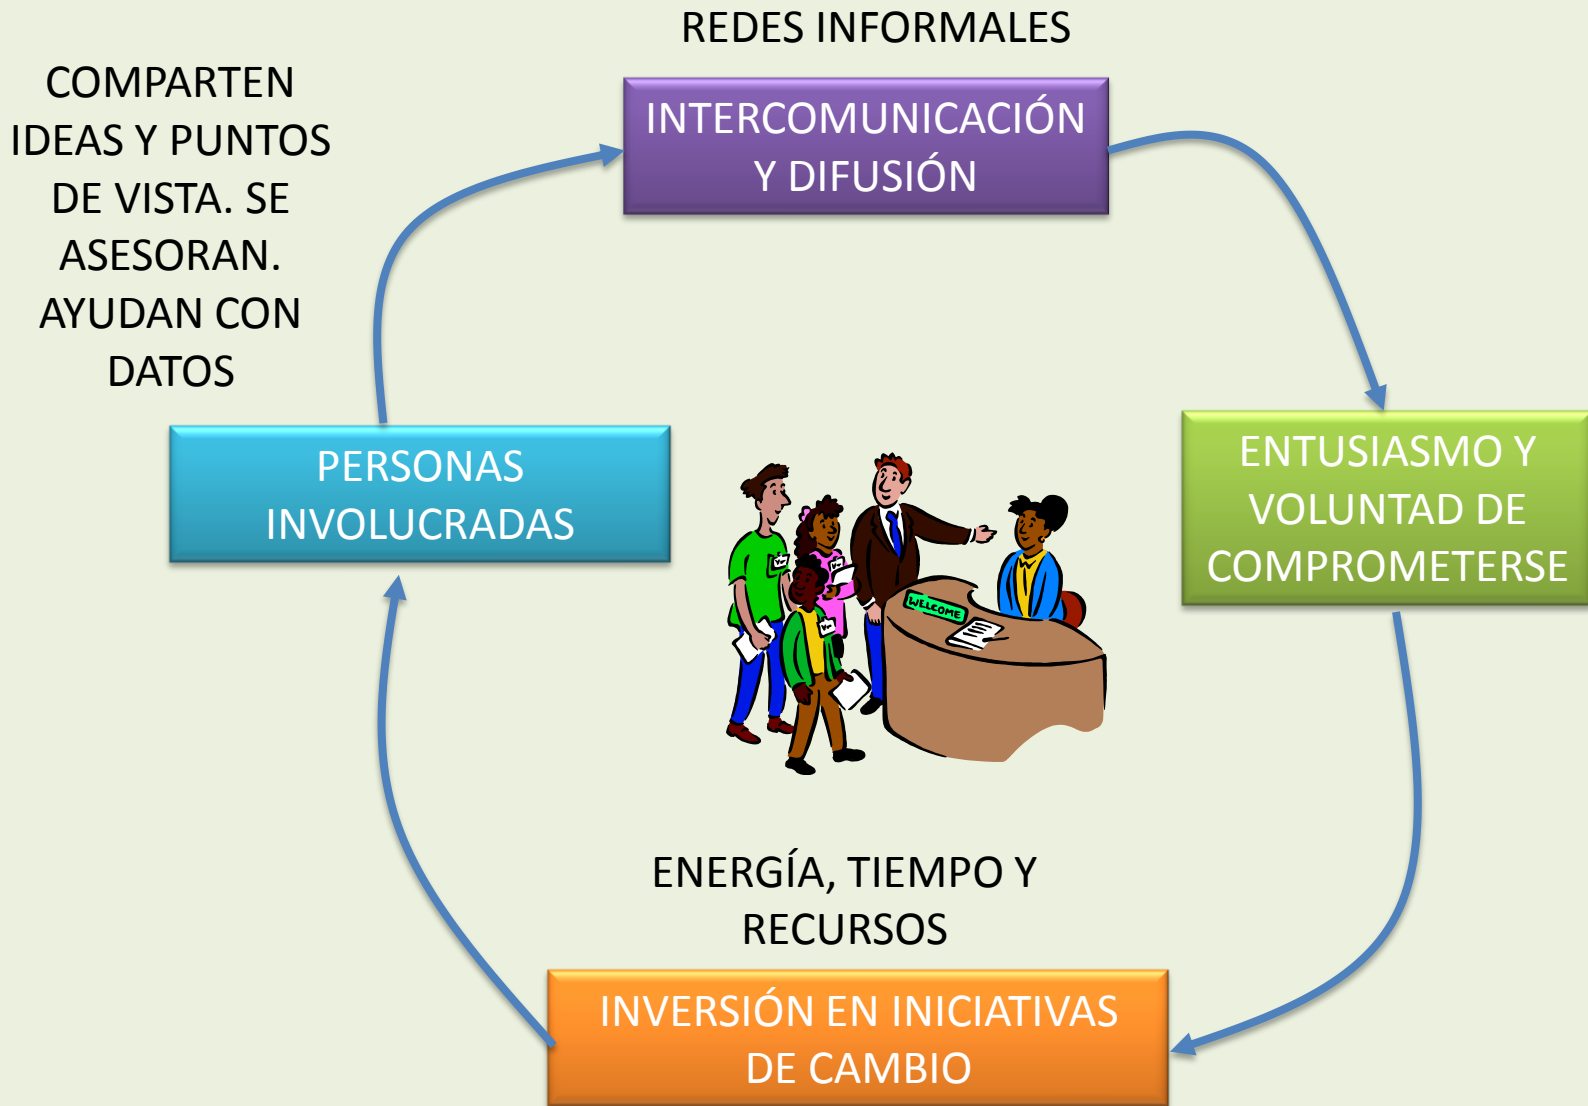 REDES INFORMALES
INTERCOMUNICACIÓN
Y DIFUSIÓN
COMPARTEN
IDEAS Y PUNTOS
DE VISTA. SE
ASESORAN.
AYUDAN CON
DATOS
PERSONAS
INVOLUCRADAS
ENTUSIASMO Y
VOLUNTAD DE
COMPROMETERSE
WELCOME
ENERGÍA, TIEMPO Y
RECURSOS
INVERSIÓN EN INICIATIVAS
DE CAMBIO